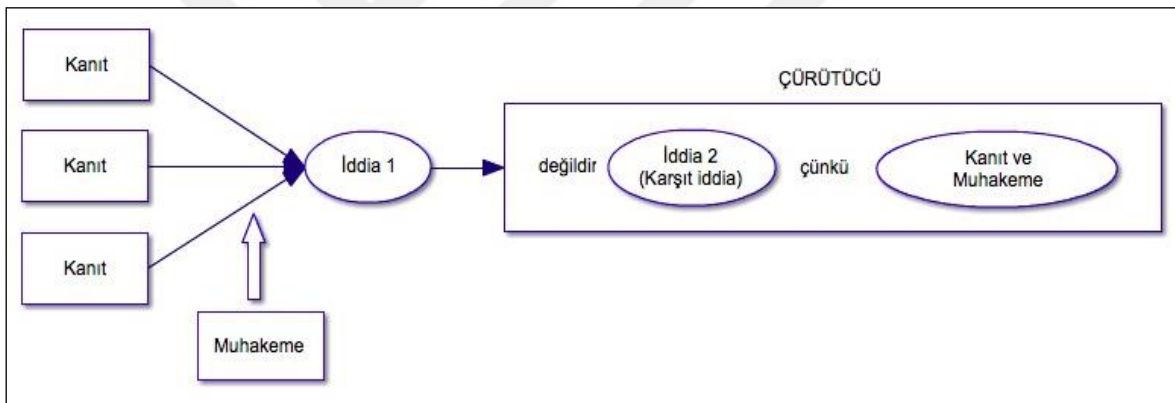 Kanıt
Kanıt
Kanıt
Muhakeme
İddia 1
ÇÜRÜTÜCÜ
değildir
İddia 2
(Karşıt iddia)
çünkü
Kanıt ve
Muhakeme